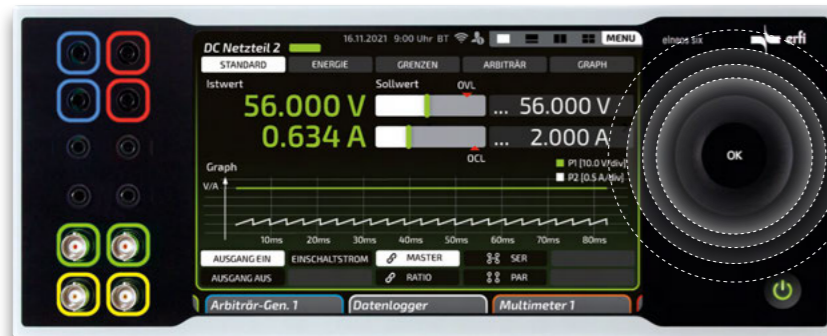 DC Netzteil 2 16.11.2021 9:00 Uhr BT MENU
STANDARD ENERGIE GRENZEN ARBITRÄR GRAPH
Istwert Sollwert OVL
56.000 V ... 56.000 V
0.634 A ... 2.000 A
OCL
Graph P1 [10.0 V/div]
V/A P2 [0.5 A/div]
10ms 20ms 30ms 40ms 50ms 60ms 70ms 80ms
AUSGANG EIN EINSCHALTSTROM MASTER SER
AUSGANG AUS RATIO PAR
Arbiträr-Gen. 1 Datenlogger Multimeter 1
elneos six erfi
OK